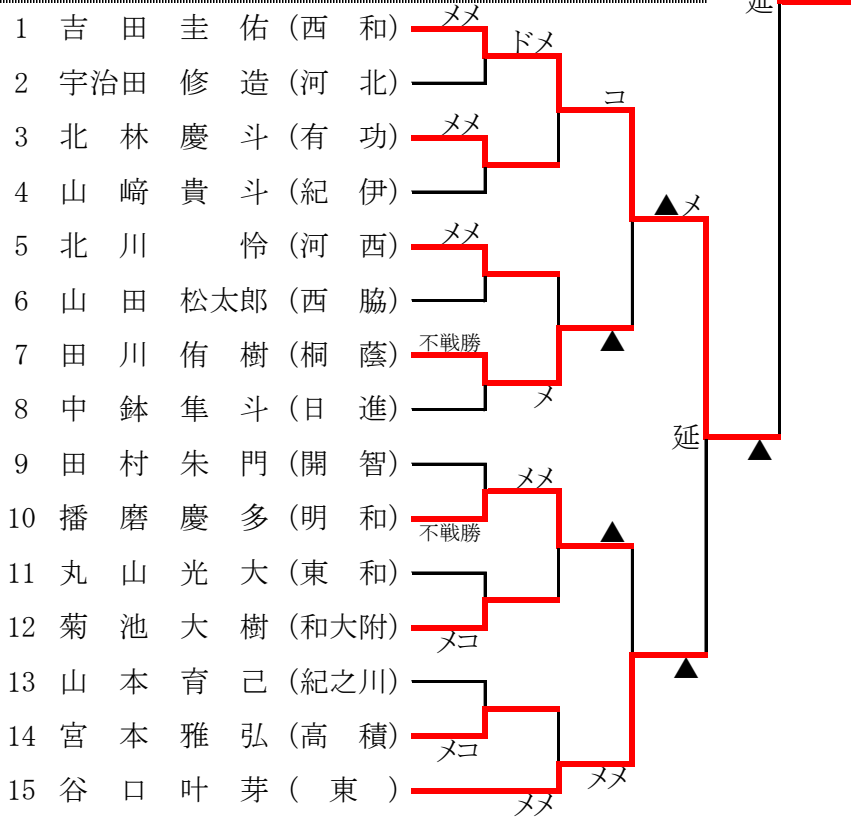 延
メメ
1 吉田圭佑(西和)
ドメ
2 宇治田修造(河北)
コ
メメ
3 北林慶斗(有功)
4 山﨑貴斗(紀伊)
▲メ
メメ
5 北川怜(河西)
6 山田松太郎(西脇)
不戦勝
▲
7 田川侑樹(桐蔭)
メ
8 中鉢隼斗(日進)
延
▲
9 田村朱門(開智)
メメ
10 播磨慶多(明和)
不戦勝
▲
11 丸山光大(東和)
12 菊池大樹(和大附)
メコ
13 山本育己(紀之川)
▲
14 宮本雅弘(高積)
メコ
メメ
15 谷口叶芽(東)
メメ